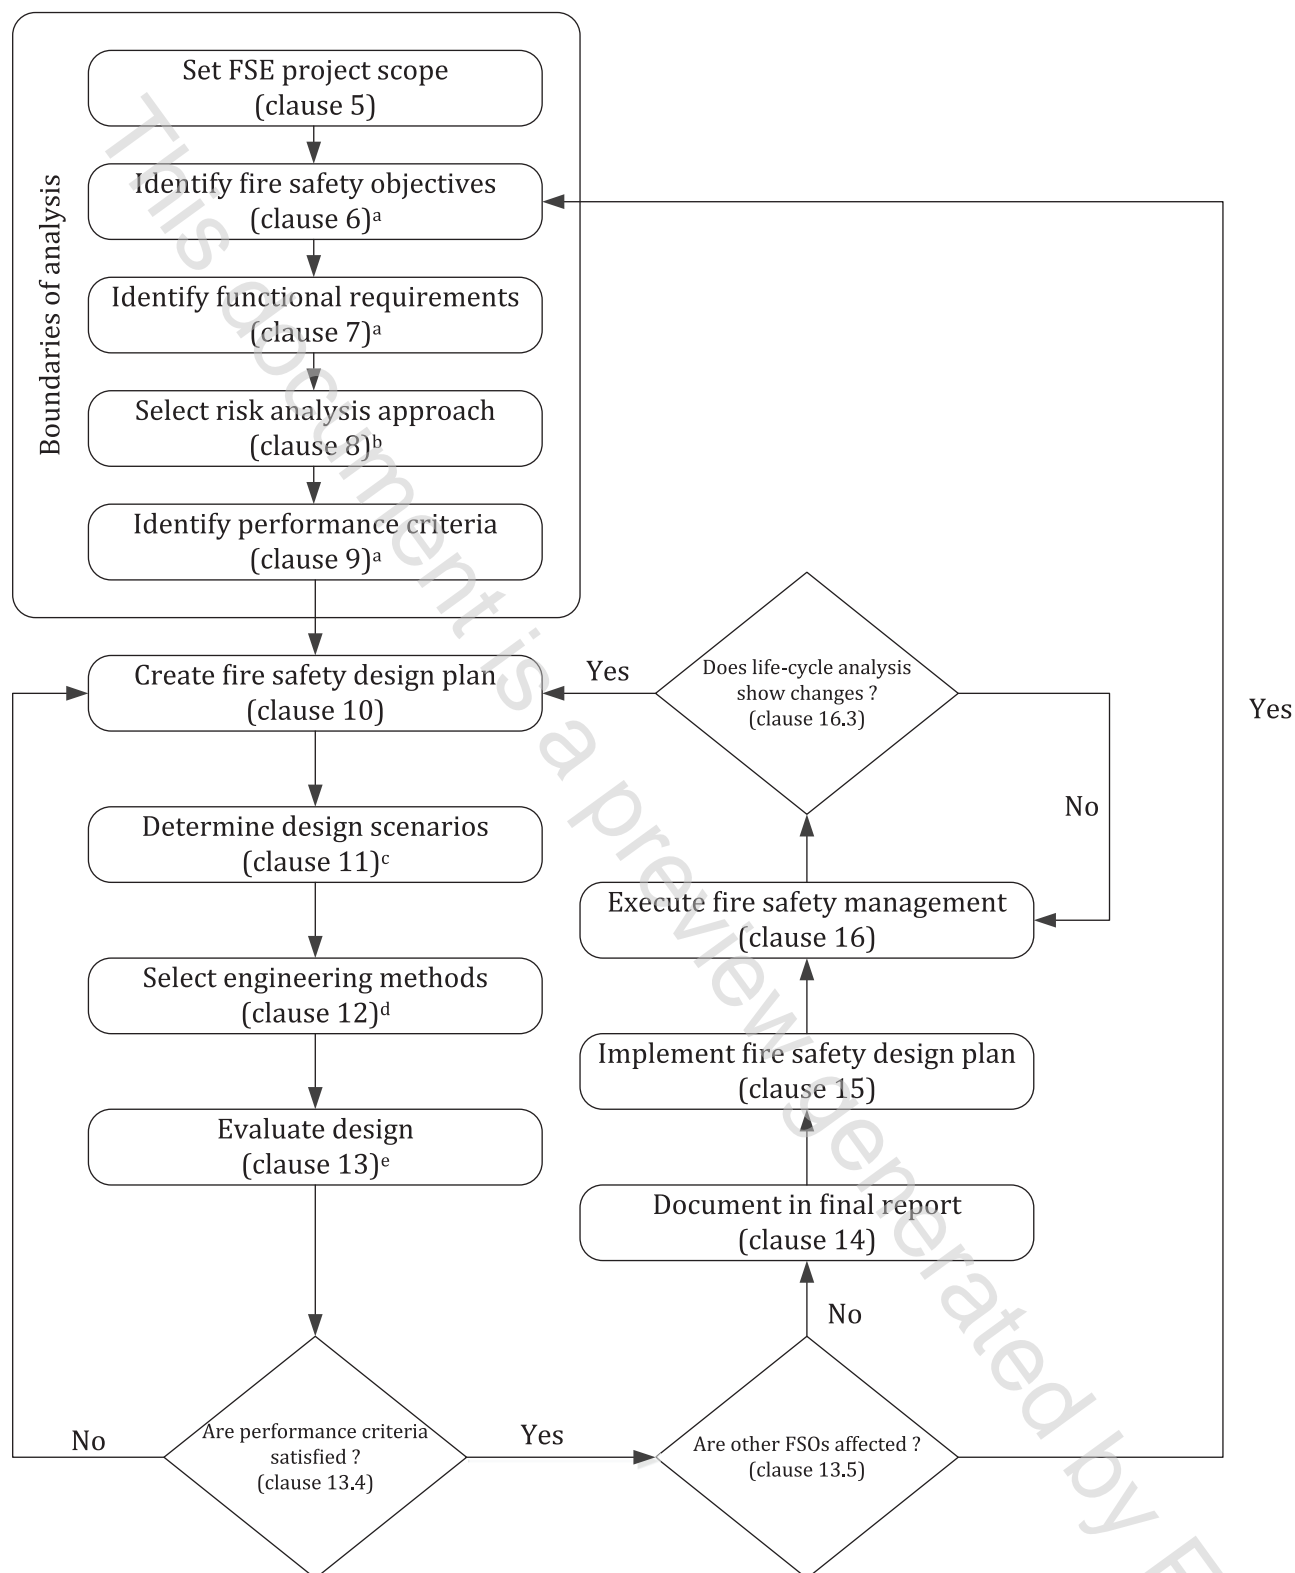 Boundaries of analysis
Set FSE project scope
(clause 5)
Identify fire safety objectives
(clause 6)ᵃ
Identify functional requirements
(clause 7)ᵃ
Select risk analysis approach
(clause 8)ᵇ
Identify performance criteria
(clause 9)ᵃ
Create fire safety design plan
(clause 10)
Determine design scenarios
(clause 11)ᶜ
Select engineering methods
(clause 12)ᵈ
Evaluate design
(clause 13)ᵉ
Are performance criteria
satisfied ?
(clause 13.4)
No
Yes
Are other FSOs affected ?
(clause 13.5)
No
Yes
Document in final report
(clause 14)
Implement fire safety design plan
(clause 15)
Execute fire safety management
(clause 16)
Does life-cycle analysis
show changes ?
(clause 16.3)
Yes
No
This document is a preview generated by